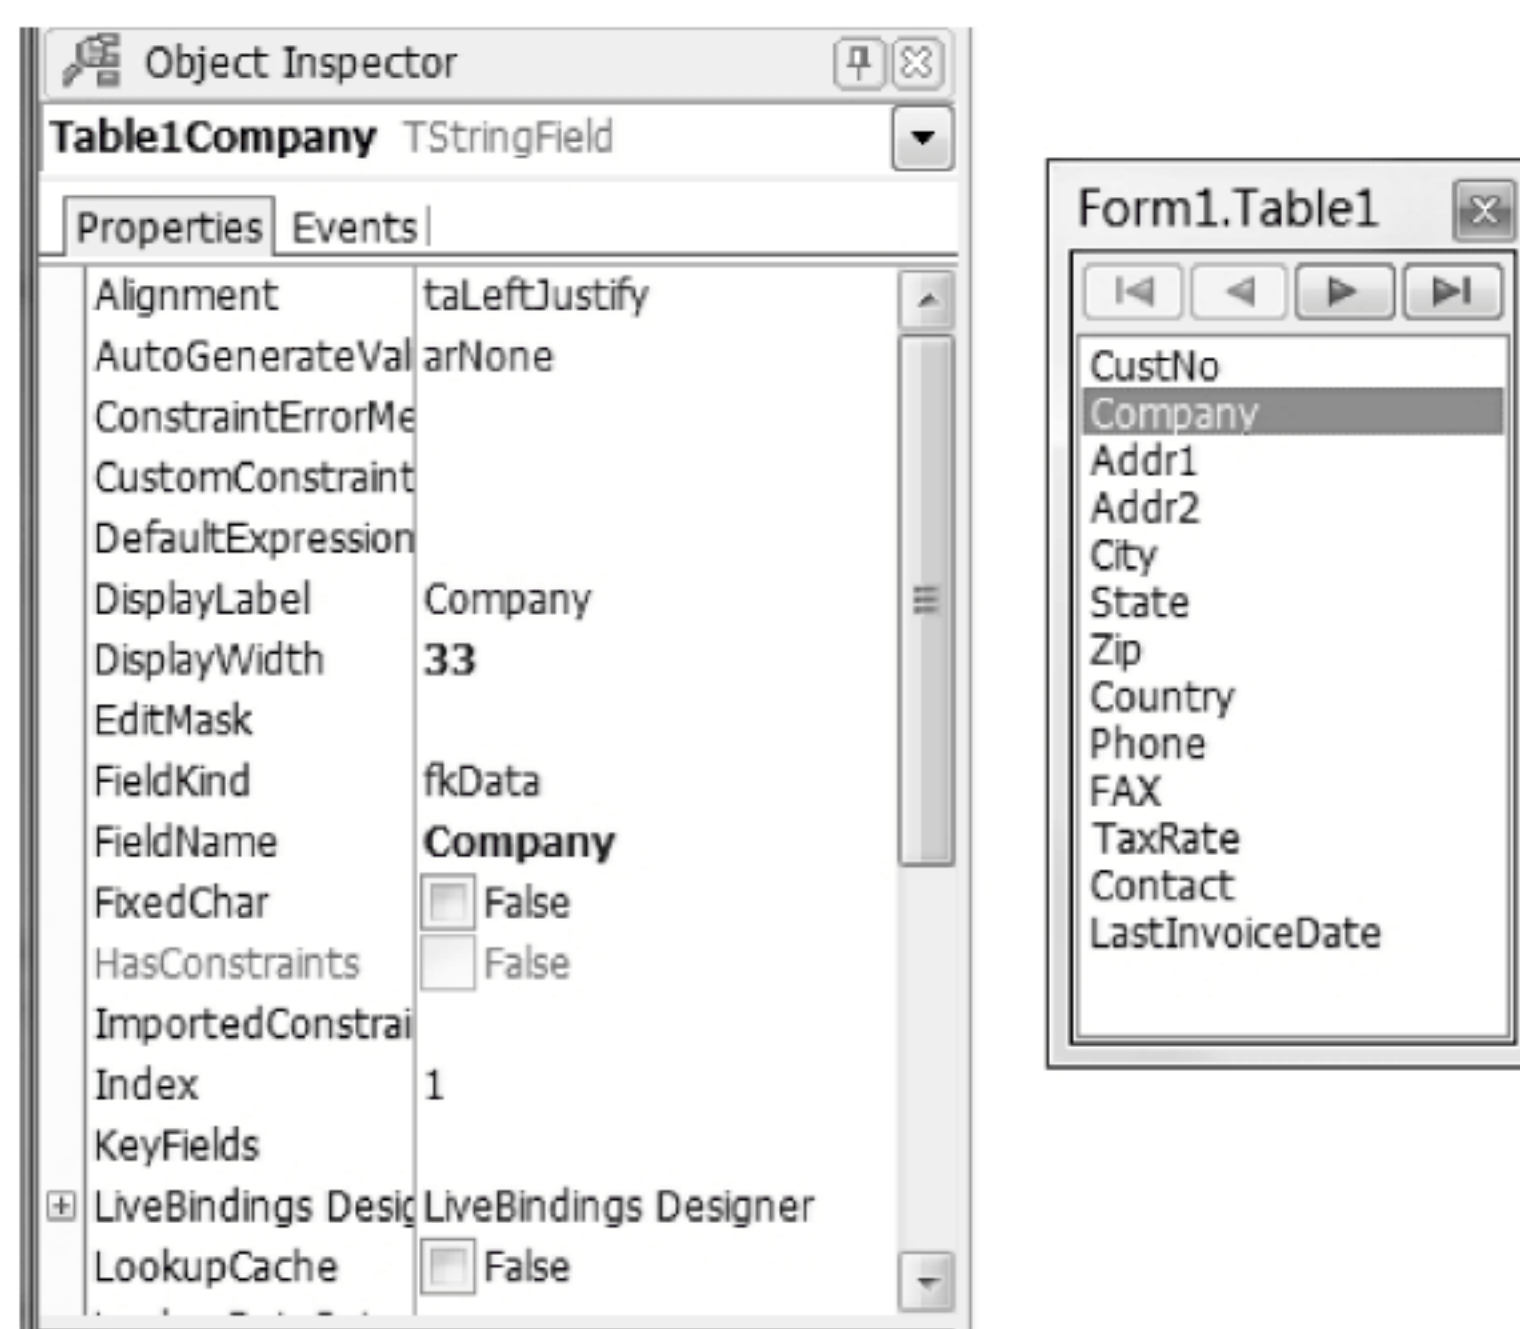 Object Inspector
Table1Company TStringField
Properties Events
Alignment taLeftJustify
AutoGenerateVal arNone
ConstraintErrorMe
CustomConstraint
DefaultExpression
DisplayLabel Company
DisplayWidth 33
EditMask
FieldKind fkData
FieldName Company
FixedChar False
HasConstraints False
ImportedConstrai
Index 1
KeyFields
LiveBindings Desig LiveBindings Designer
LookupCache False
Form1.Table1
CustNo
Company
Addr1
Addr2
City
State
Zip
Country
Phone
FAX
TaxRate
Contact
LastInvoiceDate